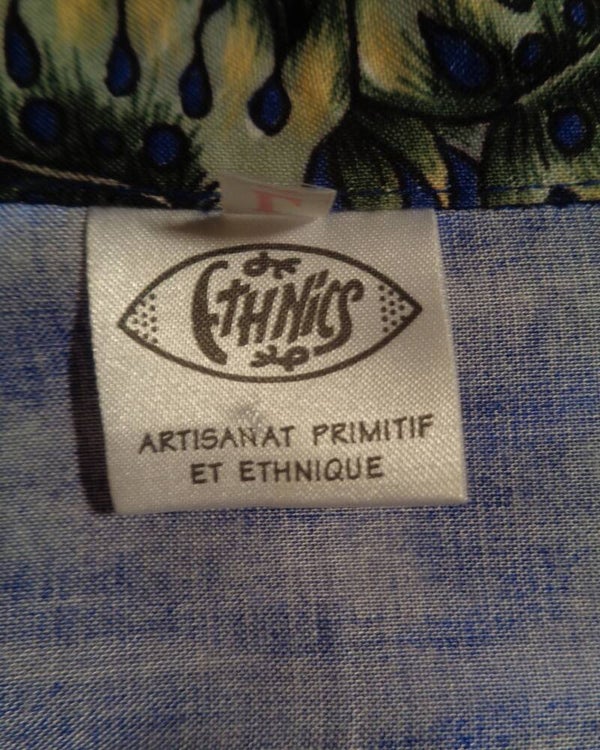 EtHNicS
ARTISANAT PRIMITIF
ET ETHNIQUE